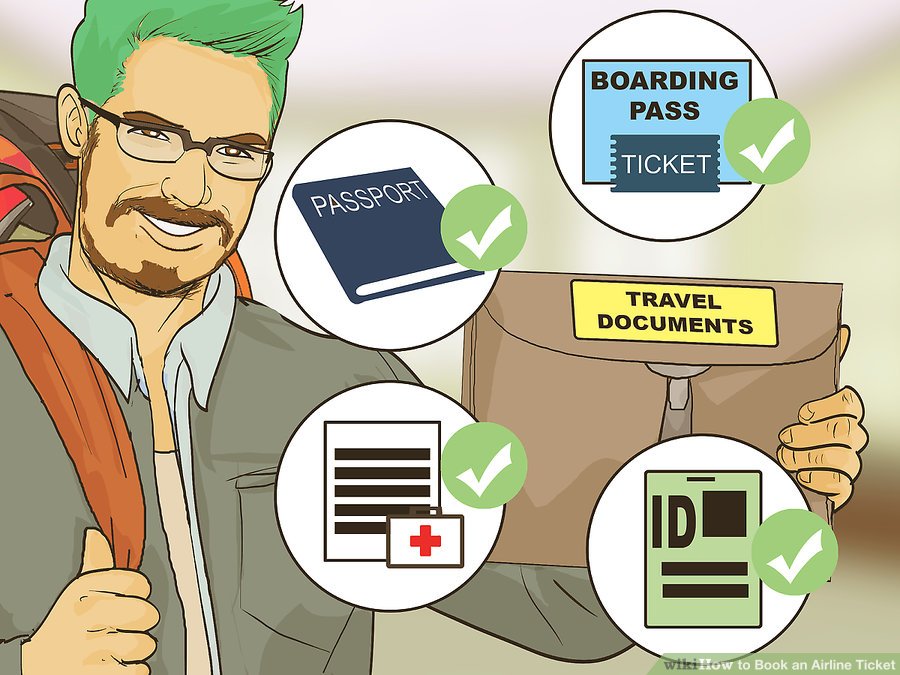 BOARDING
PASS
TICKET
PASSPORT
TRAVEL
DOCUMENTS
ID
wikiHow to Book an Airline Ticket